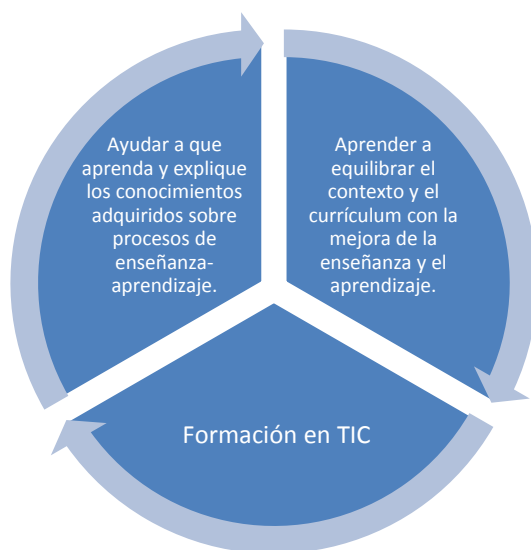 Ayudar a que
aprenda y explique
los conocimientos
adquiridos sobre
procesos de
enseñanza-
aprendizaje.
Aprender a
equilibrar el
contexto y el
currículum con la
mejora de la
enseñanza y el
aprendizaje.
Formación en TIC